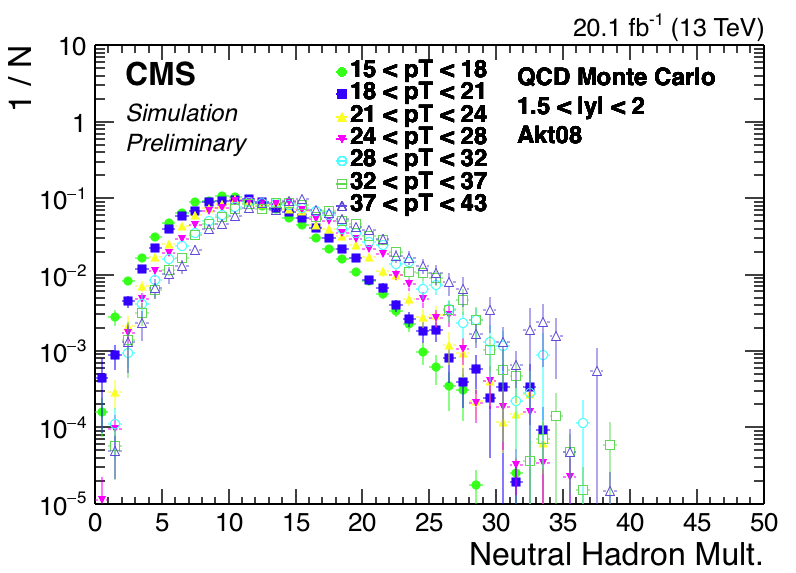 20.1 fb⁻¹ (13 TeV)
1 / N
CMS
Simulation
Preliminary
15 < pT < 18
18 < pT < 21
21 < pT < 24
24 < pT < 28
28 < pT < 32
32 < pT < 37
37 < pT < 43
QCD Monte Carlo
1.5 < |y| < 2
Akt08
10
1
10⁻¹
10⁻²
10⁻³
10⁻⁴
10⁻⁵
0 5 10 15 20 25 30 35 40 45 50
Neutral Hadron Mult.